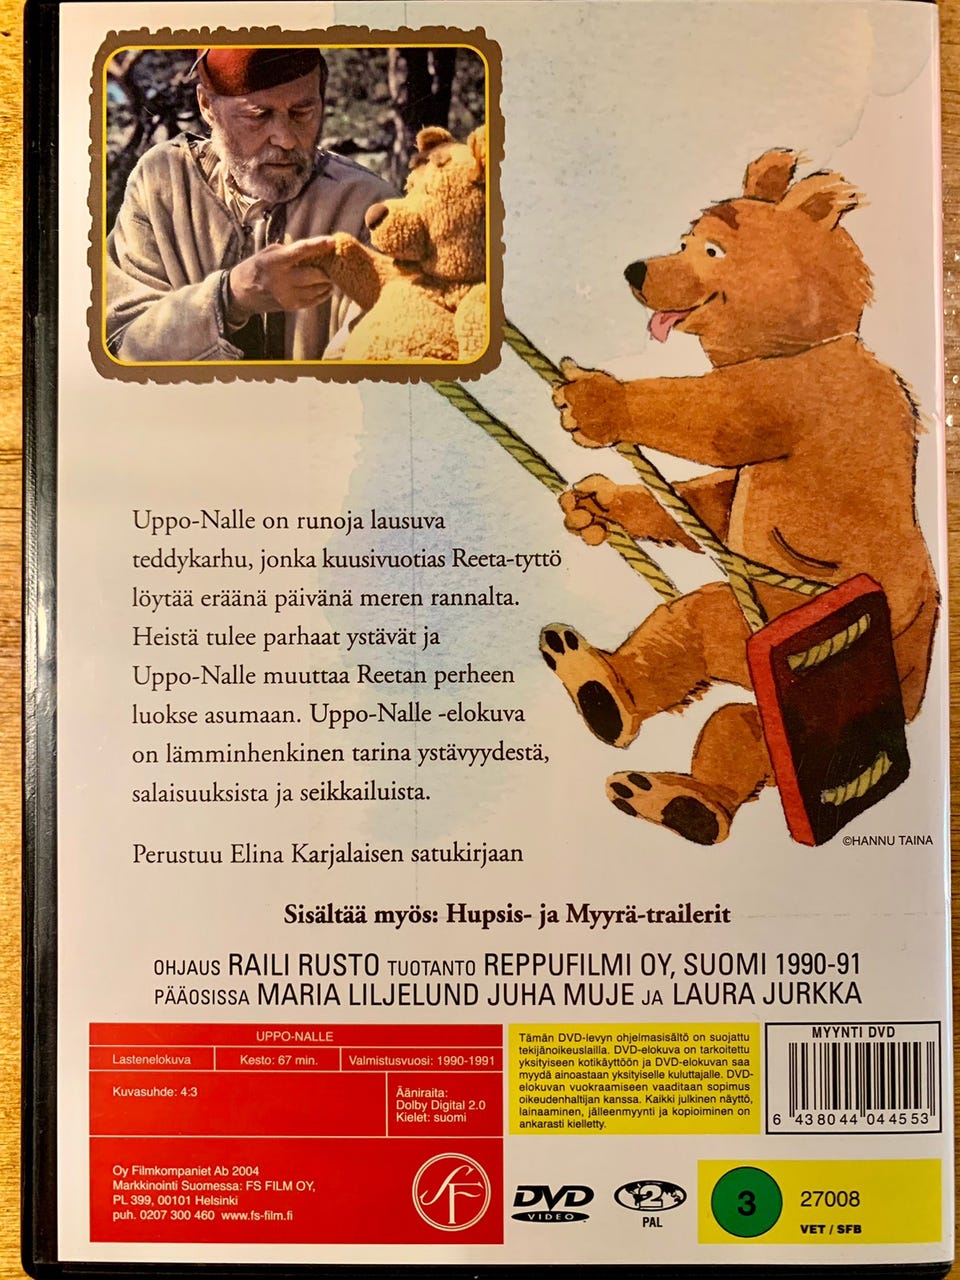 Uppo-Nalle on runoja lausuva
teddykarhu, jonka kuusivuotias Reeta-tyttö
löytää eräänä päivänä meren rannalta.
Heistä tulee parhaat ystävät ja
Uppo-Nalle muuttaa Reetan perheen
luokse asumaan. Uppo-Nalle -elokuva
on lämminhenkinen tarina ystävyydestä,
salaisuuksista ja seikkailuista.
©HANNU TAINA
Perustuu Elina Karjalaisen satukirjaan
Sisältää myös: Hupsis- ja Myyrä-trailerit
OHJAUS RAILI RUSTO TUOTANTO REPPUFILMI OY, SUOMI 1990-91
PÄÄOSISSA MARIA LILJELUND JUHA MUJE JA LAURA JURKKA
UPPO-NALLE
Lastenelokuva
Kesto: 67 min.
Valmistusvuosi: 1990-1991
Kuvasuhde: 4:3
Ääniraita:
Dolby Digital 2.0
Kielet: suomi
Oy Filmkompaniet Ab 2004
Markkinointi Suomessa: FS FILM OY,
PL 399, 00101 Helsinki
puh. 0207 300 460 www.fs-film.fi
SF
Tämän DVD-levyn ohjelmasisältö on suojattu
tekijänoikeuslailla. DVD-elokuva on tarkoitettu
yksityiseen kotikäyttöön ja DVD-elokuvan saa
myydä ainoastaan yksityiselle kuluttajalle. DVD-
elokuvan vuokraamiseen vaaditaan sopimus
oikeudenhaltijan kanssa. Kaikki julkinen näyttö,
lainaaminen, jälleenmyynti ja kopioiminen on
ankarasti kielletty.
MYYNTI DVD
6 438044 044553
DVD
VIDEO
2
PAL
3
27008
VET / SFB